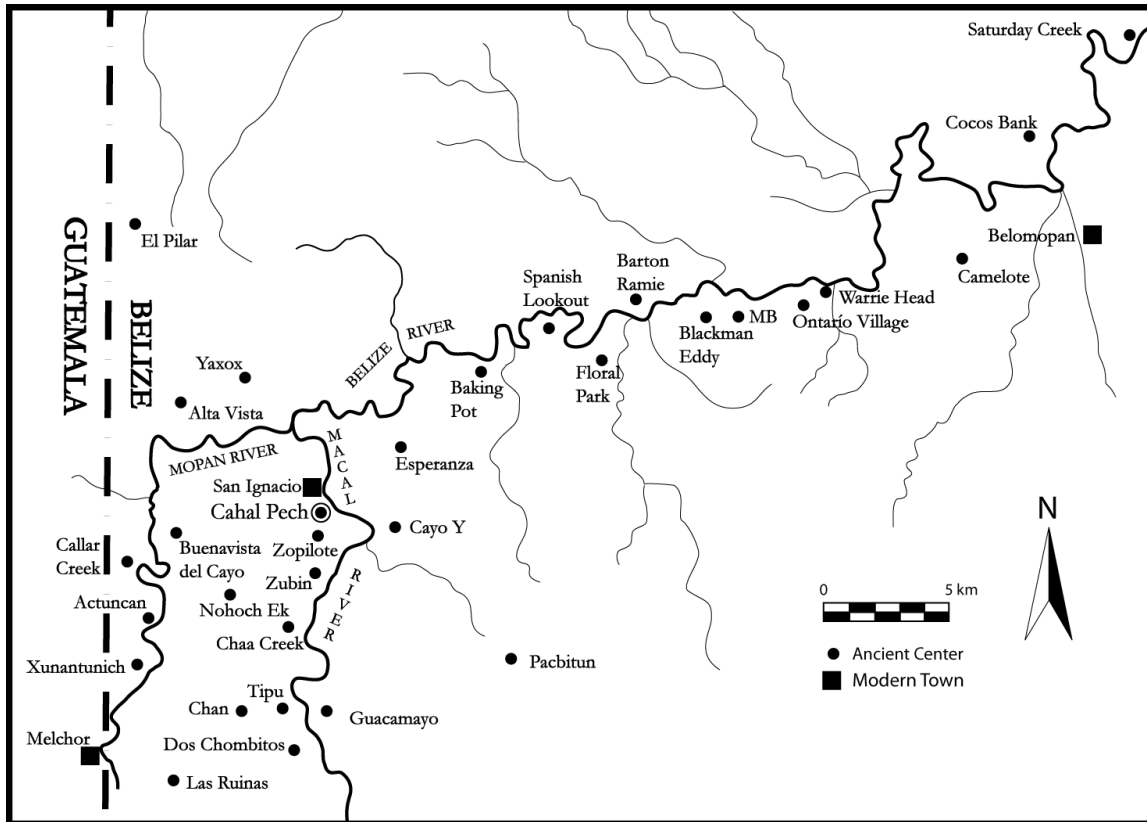 Saturday Creek
Cocos Bank
GUATEMALA
BELIZE
El Pilar
Belomopan
Camelote
Barton
Ramie
Spanish
Lookout
Warrie Head
MB
Ontarío Village
Blackman
Eddy
BELIZE RIVER
Floral
Park
Baking
Pot
Yaxox
Alta Vista
MOPAN RIVER
MACAL
RIVER
Esperanza
San Ignacio
Cahal Pech
Cayo Y
Zopilote
Buenavista
del Cayo
Callar
Creek
Zubin
Nohoch Ek
Actuncan
Chaa Creek
Xunantunich
Pacbitun
Tipu
Chan
Guacamayo
Melchor
Dos Chombitos
Las Ruinas
N
0 5 km
Ancient Center
Modern Town